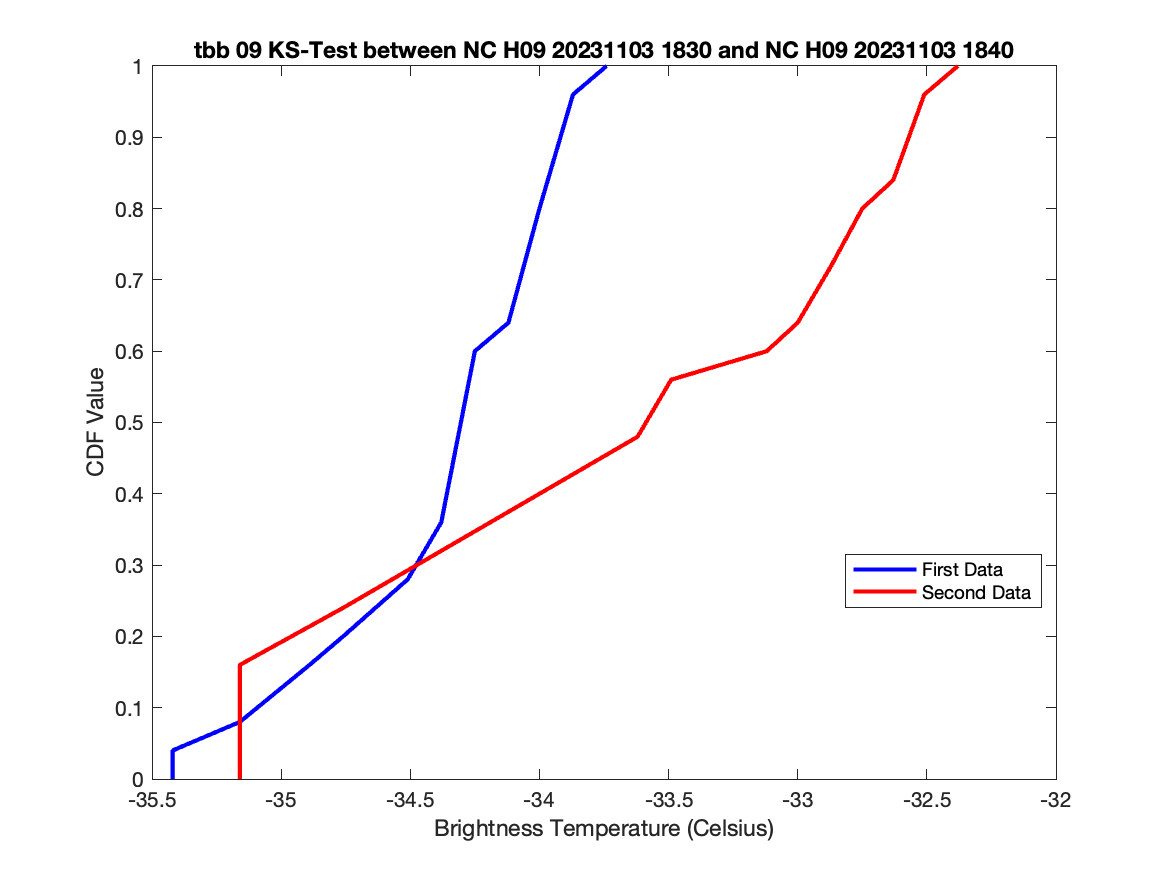 tbb 09 KS-Test between NC H09 20231103 1830 and NC H09 20231103 1840
1
0.9
0.8
0.7
0.6
0.5
0.4
0.3
0.2
0.1
0
CDF Value
First Data
Second Data
-35.5 -35 -34.5 -34 -33.5 -33 -32.5 -32
Brightness Temperature (Celsius)